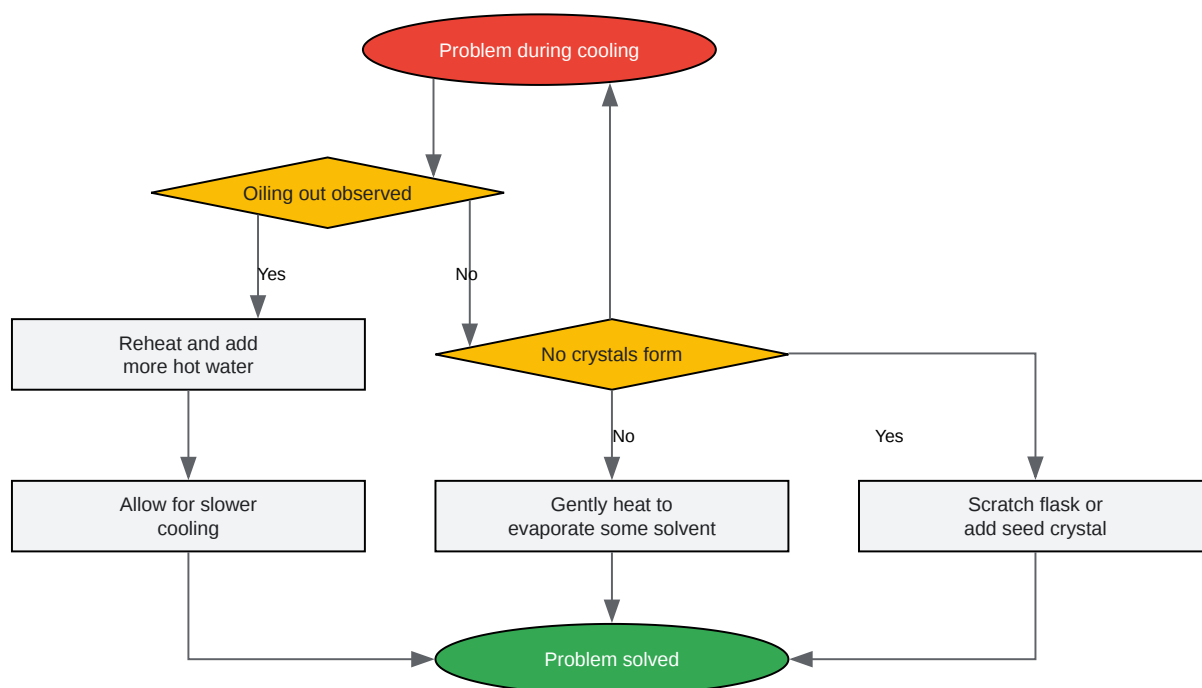 Problem during cooling
Oiling out observed
Yes
No
Reheat and add
more hot water
No crystals form
No
Yes
Allow for slower
cooling
Gently heat to
evaporate some solvent
Scratch flask or
add seed crystal
Problem solved